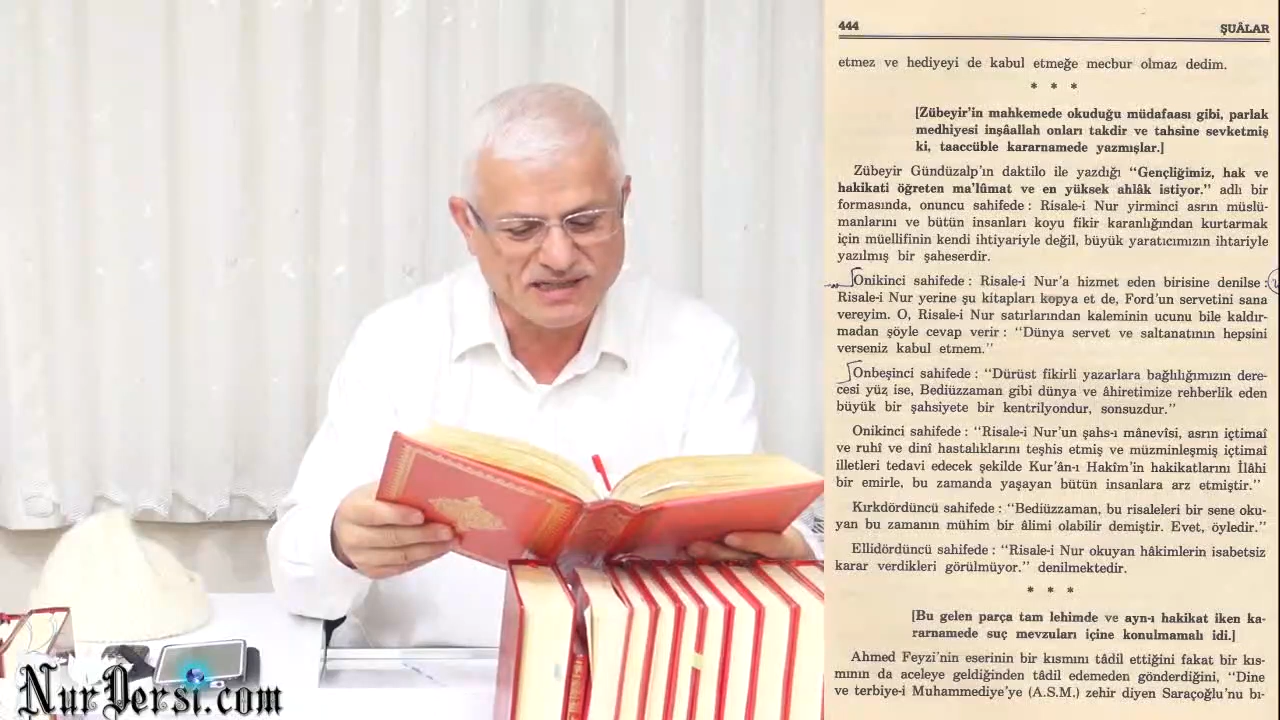 444 ŞUÂLAR
etmez ve hediyeyi de kabul etmeğe mecbur olmaz dedim.
* * *
[Zübeyir'in mahkemede okuduğu müdafaası gibi, parlak
medhiyesi inşâallah onları takdir ve tahsine sevketmiş
ki, taaccüble kararnamede yazmışlar.]
Zübeyir Gündüzalp'ın daktilo ile yazdığı "Gençliğimiz, hak ve
hakikati öğreten ma'lûmat ve en yüksek ahlâk istiyor." adlı bir
formasında, onuncu sahifede : Risale-i Nur yirminci asrın müslü-
manlarını ve bütün insanları koyu fikir karanlığından kurtarmak
için müellifinin kendi ihtiyariyle değil, büyük yaratıcımızın ihtariyle
yazılmış bir şaheserdir.
Onikinci sahifede : Risale-i Nur'a hizmet eden birisine denilse :
Risale-i Nur yerine şu kitapları kopya et de, Ford'un servetini sana
vereyim. O, Risale-i Nur satırlarından kaleminin ucunu bile kaldır-
madan şöyle cevap verir : "Dünya servet ve saltanatının hepsini
verseniz kabul etmem."
Onbeşinci sahifede : "Dürüst fikirli yazarlara bağlılığımızın dere-
cesi yüz ise, Bediüzzaman gibi dünya ve âhiretimize rehberlik eden
büyük bir şahsiyete bir kentrilyondur, sonsuzdur."
Onikinci sahifede : "Risale-i Nur'un şahs-ı mânevîsi, asrın içtimaî
ve ruhî ve dinî hastalıklarını teşhis etmiş ve müzminleşmiş içtimaî
illetleri tedavi edecek şekilde Kur'ân-ı Hakîm'in hakikatlarını İlâhi
bir emirle, bu zamanda yaşayan bütün insanlara arz etmiştir."
Kırkdördüncü sahifede : "Bediüzzaman, bu risaleleri bir sene oku-
yan bu zamanın mühim bir âlimi olabilir demiştir. Evet, öyledir."
Ellidördüncü sahifede : "Risale-i Nur okuyan hâkimlerin isabetsiz
karar verdikleri görülmüyor." denilmektedir.
* * *
[Bu gelen parça tam lehimde ve ayn-ı hakikat iken ka-
rarnamede suç mevzuları içine konulmamalı idi.]
Ahmed Feyzi'nin eserinin bir kısmını tâdil ettiğini fakat bir kıs-
mının da aceleye geldiğinden tâdil edemeden gönderdiğini, "Dine
ve terbiye-i Muhammediye'ye (A.S.M.) zehir diyen Saraçoğlu'nu bı-
NurDersi.com